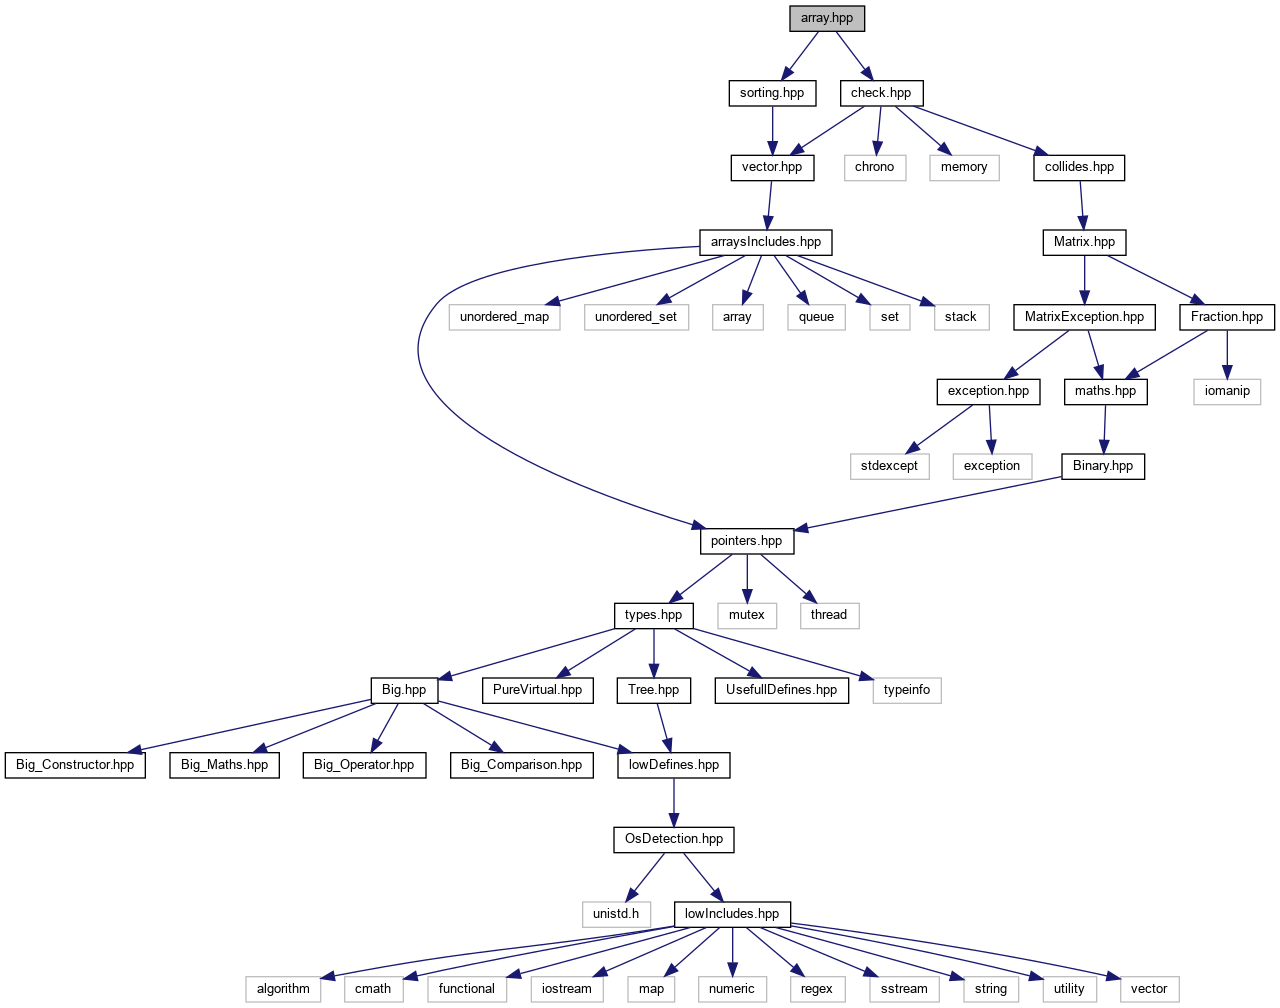 array.hpp
sorting.hpp
check.hpp
vector.hpp
chrono
memory
collides.hpp
arraysIncludes.hpp
Matrix.hpp
unordered_map
unordered_set
array
queue
set
stack
MatrixException.hpp
Fraction.hpp
exception.hpp
maths.hpp
iomanip
stdexcept
exception
Binary.hpp
pointers.hpp
types.hpp
mutex
thread
Big.hpp
PureVirtual.hpp
Tree.hpp
UsefullDefines.hpp
typeinfo
Big_Constructor.hpp
Big_Maths.hpp
Big_Operator.hpp
Big_Comparison.hpp
lowDefines.hpp
OsDetection.hpp
unistd.h
lowIncludes.hpp
algorithm
cmath
functional
iostream
map
numeric
regex
sstream
string
utility
vector